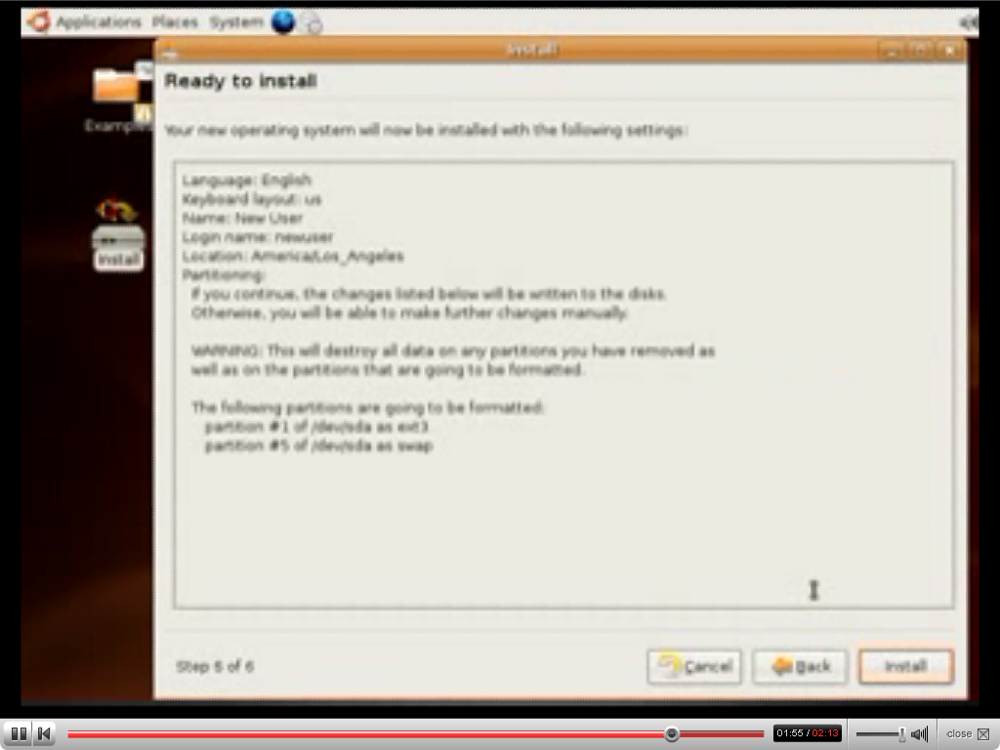 Applications Places System
Install
Ready to install
Examples
Your new operating system will now be installed with the following settings:
Language: English
Keyboard layout: us
Name: New User
Login name: newuser
Location: America/Los_Angeles
Install
Partitioning:
If you continue, the changes listed below will be written to the disks.
Otherwise, you will be able to make further changes manually.
WARNING: This will destroy all data on any partitions you have removed as
well as on the partitions that are going to be formatted.
The following partitions are going to be formatted:
partition #1 of /dev/sda as ext3
partition #5 of /dev/sda as swap
Step 6 of 6
Cancel Back Install
01:55 / 02:13 close